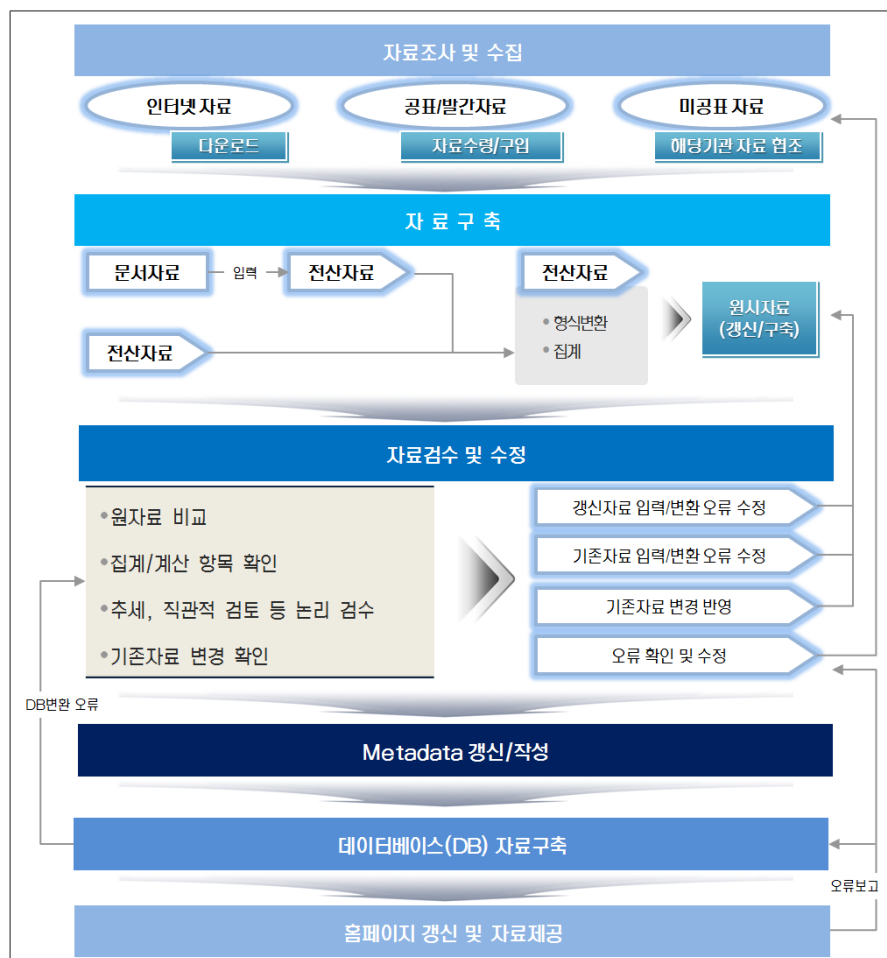 자료조사 및 수집
인터넷 자료
공표/발간자료
미공표 자료
다운로드
자료수령/구입
해당기관 자료 협조
자 료 구 축
문서자료
입력
전산자료
전산자료
전산자료
• 형식변환
• 집계
원시자료
(갱신/구축)
자료검수 및 수정
• 원자료 비교
• 집계/계산 항목 확인
• 추세, 직관적 검토 등 논리 검수
• 기존자료 변경 확인
갱신자료 입력/변환 오류 수정
기존자료 입력/변환 오류 수정
기존자료 변경 반영
오류 확인 및 수정
DB변환 오류
Metadata 갱신/작성
데이터베이스(DB) 자료구축
오류보고
홈페이지 갱신 및 자료제공